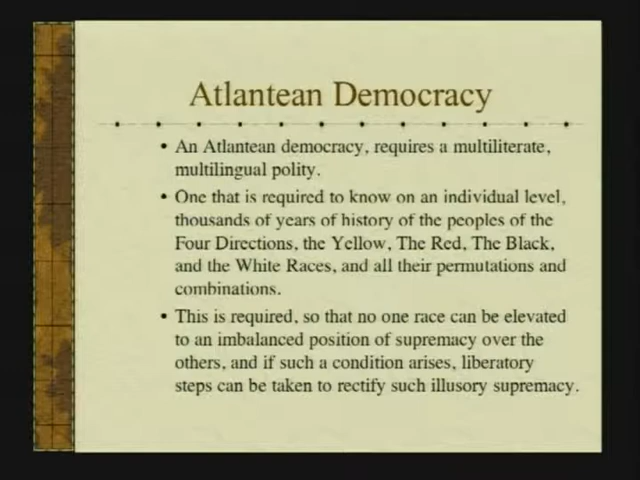 Atlantean Democracy
• An Atlantean democracy, requires a multiliterate,
multilingual polity.
• One that is required to know on an individual level,
thousands of years of history of the peoples of the
Four Directions, the Yellow, The Red, The Black,
and the White Races, and all their permutations and
combinations.
• This is required, so that no one race can be elevated
to an imbalanced position of supremacy over the
others, and if such a condition arises, liberatory
steps can be taken to rectify such illusory supremacy.